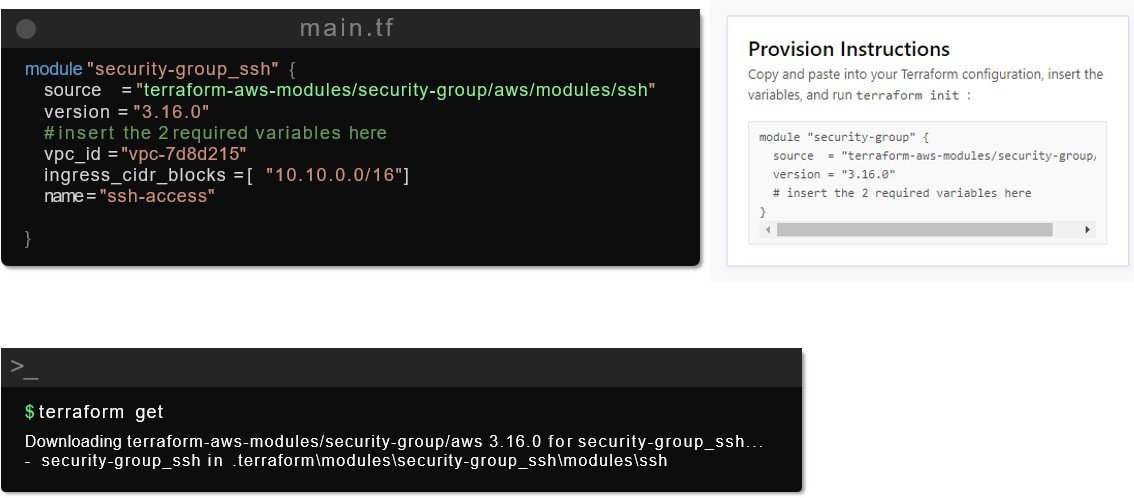 main.tf
module "security-group_ssh" {
source = "terraform-aws-modules/security-group/aws/modules/ssh"
version = "3.16.0"
# insert the 2 required variables here
vpc_id = "vpc-7d8d215"
ingress_cidr_blocks = [ "10.10.0.0/16"]
name = "ssh-access"
}
Provision Instructions
Copy and paste into your Terraform configuration, insert the
variables, and run terraform init :
module "security-group" {
source = "terraform-aws-modules/security-group/
version = "3.16.0"
# insert the 2 required variables here
}
>_
$ terraform get
Downloading terraform-aws-modules/security-group/aws 3.16.0 for security-group_ssh...
- security-group_ssh in .terraform\modules\security-group_ssh\modules\ssh